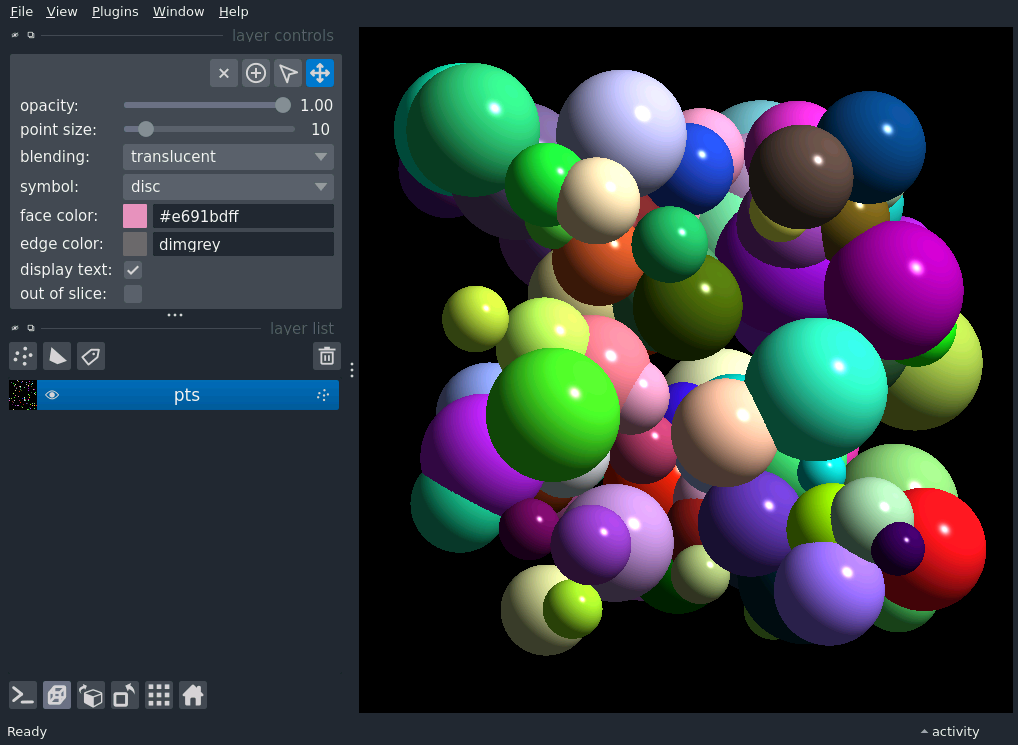 File View Plugins Window Help
layer controls
opacity: 1.00
point size: 10
blending: translucent
symbol: disc
face color: #e691bdff
edge color: dimgrey
display text:
out of slice:
layer list
pts
Ready activity